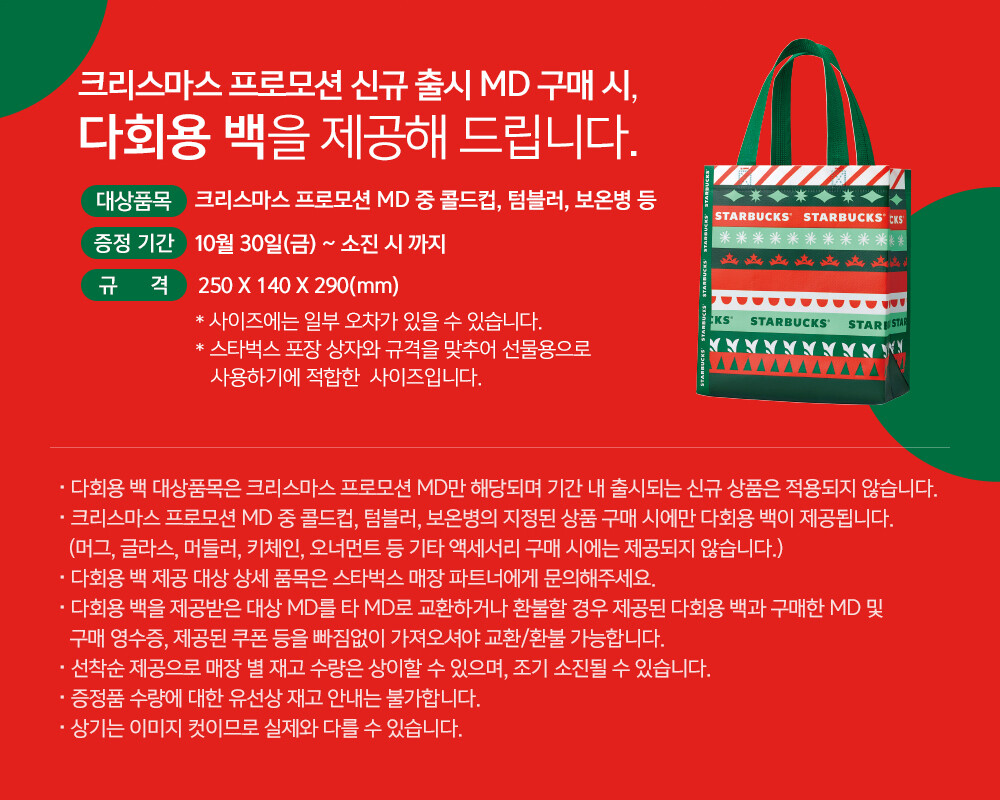 크리스마스 프로모션 신규 출시 MD 구매 시,
다회용 백을 제공해 드립니다.
대상품목 크리스마스 프로모션 MD 중 콜드컵, 텀블러, 보온병 등
증정 기간 10월 30일(금) ~ 소진 시 까지
규 격 250 X 140 X 290(mm)
* 사이즈에는 일부 오차가 있을 수 있습니다.
* 스타벅스 포장 상자와 규격을 맞추어 선물용으로
사용하기에 적합한 사이즈입니다.
STARBUCKS STARBUCKS CKS
KS STARBUCKS STARB STAR
STARBUCKS
STARBUCKS
STARBUCKS
STARBUCKS
STARBUCKS
· 다회용 백 대상품목은 크리스마스 프로모션 MD만 해당되며 기간 내 출시되는 신규 상품은 적용되지 않습니다.
· 크리스마스 프로모션 MD 중 콜드컵, 텀블러, 보온병의 지정된 상품 구매 시에만 다회용 백이 제공됩니다.
(머그, 글라스, 머들러, 키체인, 오너먼트 등 기타 액세서리 구매 시에는 제공되지 않습니다.)
· 다회용 백 제공 대상 상세 품목은 스타벅스 매장 파트너에게 문의해주세요.
· 다회용 백을 제공받은 대상 MD를 타 MD로 교환하거나 환불할 경우 제공된 다회용 백과 구매한 MD 및
구매 영수증, 제공된 쿠폰 등을 빠짐없이 가져오셔야 교환/환불 가능합니다.
· 선착순 제공으로 매장 별 재고 수량은 상이할 수 있으며, 조기 소진될 수 있습니다.
· 증정품 수량에 대한 유선상 재고 안내는 불가합니다.
· 상기는 이미지 컷이므로 실제와 다를 수 있습니다.